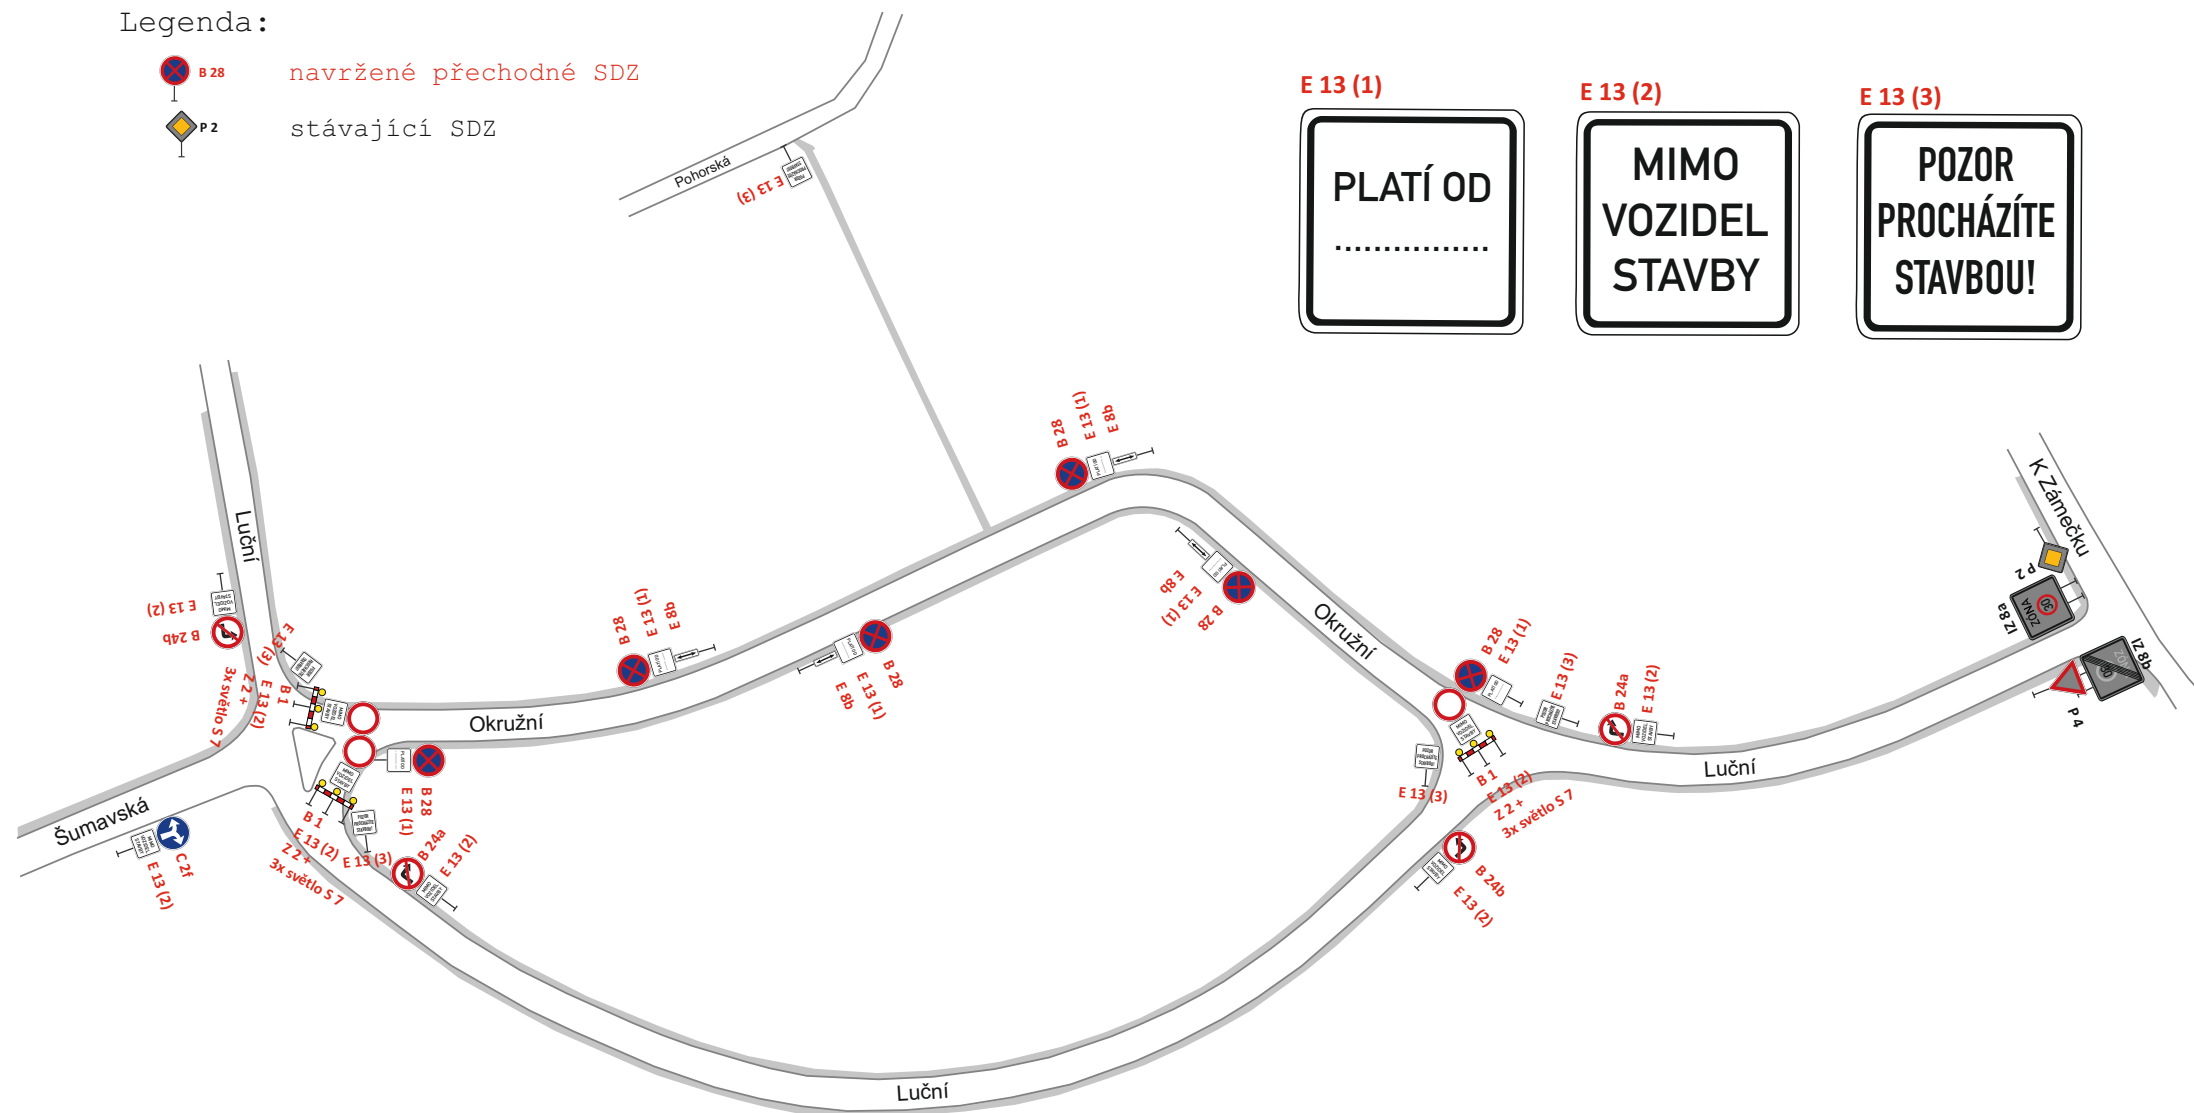 Legenda:
B 28 navržené přechodné SDZ
P 2 stávající SDZ
E 13 (1)
PLATÍ OD
................
E 13 (2)
MIMO
VOZIDEL
STAVBY
E 13 (3)
POZOR
PROCHÁZÍTE
STAVBOU!
Pohorská
E 13 (3)
Luční
E 13 (2)
B 24b
E 13 (3)
B 1
E 13 (2)
Z 2 +
3x světlo S 7
Šumavská
C 2f
E 13 (2)
Okružní
B 28
E 13 (1)
B 1
E 13 (2)
Z 2 +
3x světlo S 7
E 13 (3)
B 24a
E 13 (2)
B 28
E 13 (1)
E 8b
B 28
E 13 (1)
E 8b
B 28
E 13 (1)
E 8b
B 28
E 13 (1)
E 8b
Okružní
B 28
E 13 (1)
E 13 (3)
B 24a
E 13 (2)
B 1
E 13 (2)
Z 2 +
3x světlo S 7
E 13 (3)
B 24b
E 13 (2)
Luční
Luční
K Zámečku
P 2
IZ 8a
ZÓNA
30
IZ 8b
P 4